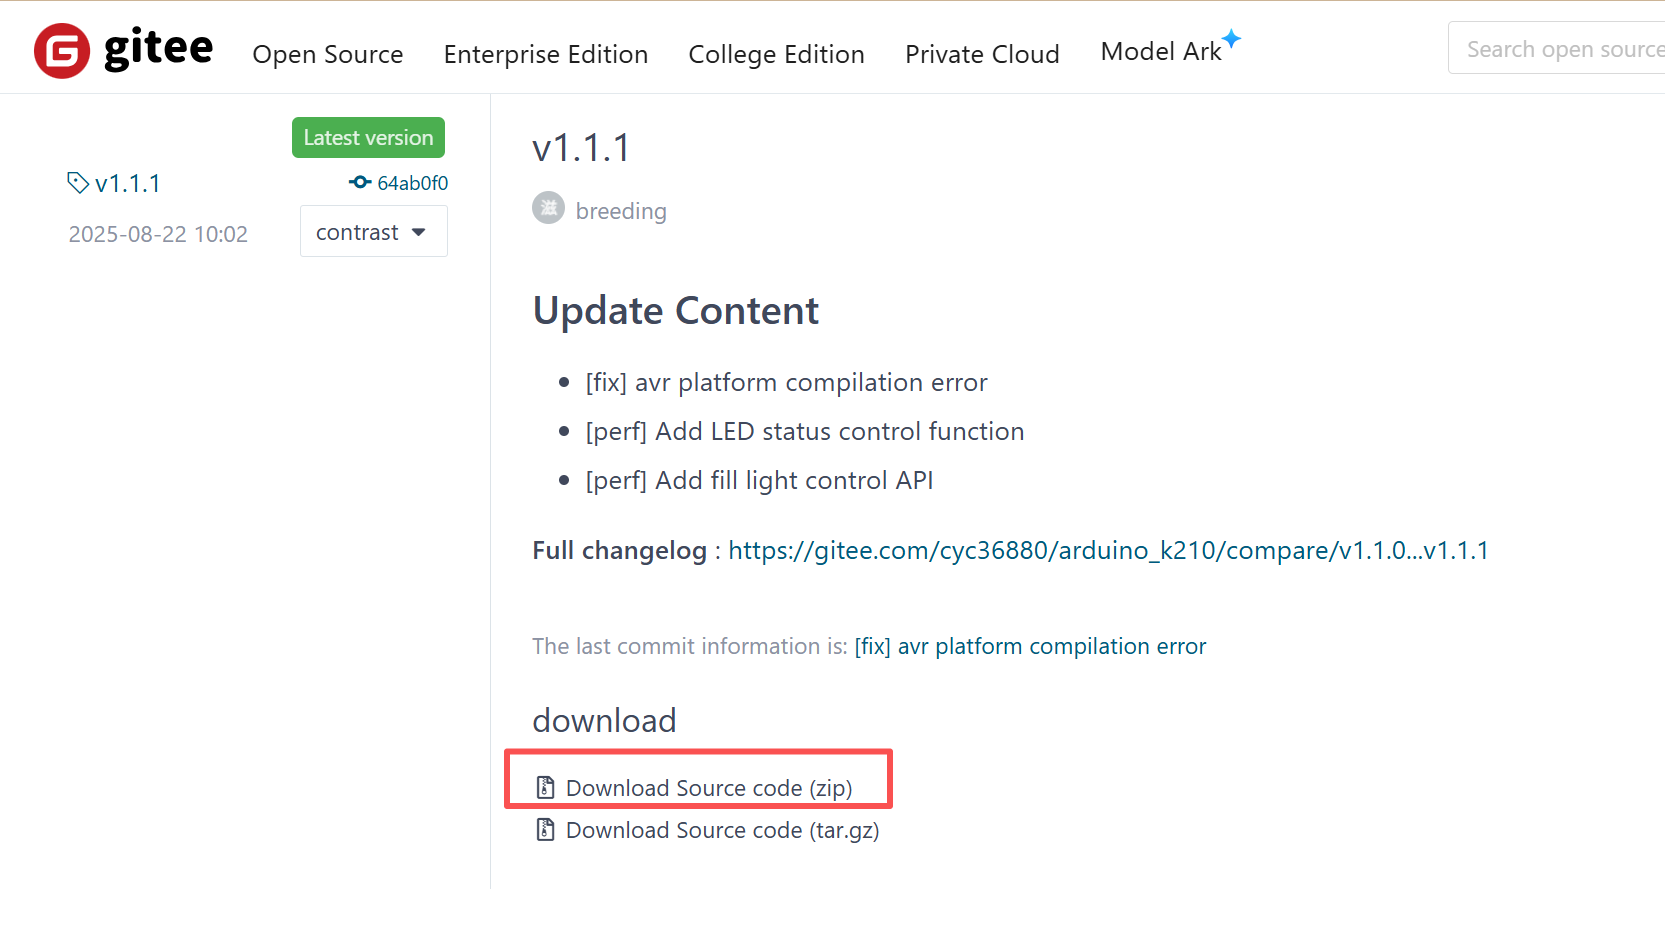 gitee
Open Source
Enterprise Edition
College Edition
Private Cloud
Model Ark
Search open source
Latest version
v1.1.1
64ab0f0
2025-08-22 10:02
contrast
v1.1.1
滋
breeding
Update Content
[fix] avr platform compilation error
[perf] Add LED status control function
[perf] Add fill light control API
Full changelog : https://gitee.com/cyc36880/arduino_k210/compare/v1.1.0...v1.1.1
The last commit information is: [fix] avr platform compilation error
download
Download Source code (zip)
Download Source code (tar.gz)